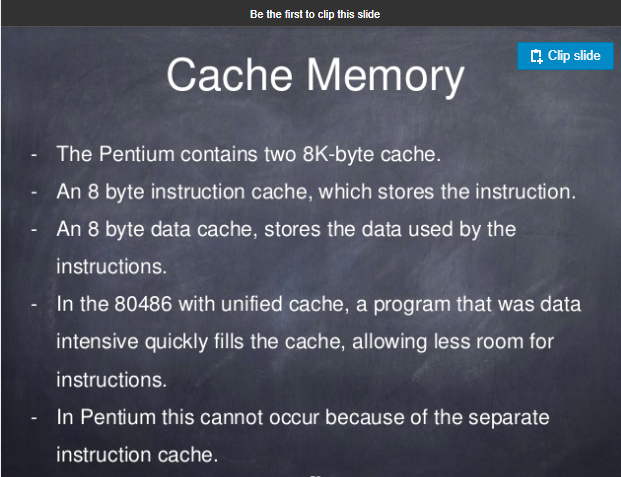 Be the first to clip this slide
Clip slide
Cache Memory
- The Pentium contains two 8K-byte cache.
- An 8 byte instruction cache, which stores the instruction.
- An 8 byte data cache, stores the data used by the
instructions.
- In the 80486 with unified cache, a program that was data
intensive quickly fills the cache, allowing less room for
instructions.
- In Pentium this cannot occur because of the separate
instruction cache.